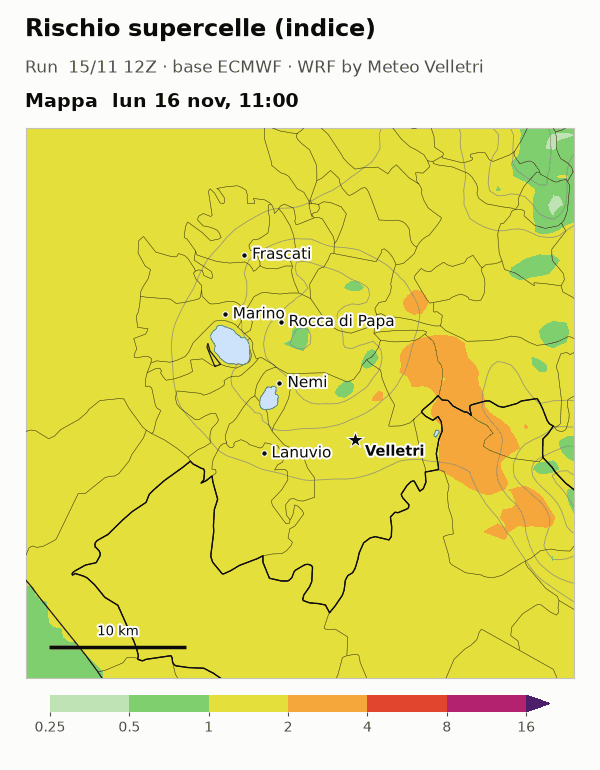 Rischio supercelle (indice)
Run  15/11 12Z · base ECMWF · WRF by Meteo Velletri
Mappa  lun 16 nov, 11:00
Frascati
Marino
Rocca di Papa
Nemi
Velletri
Lanuvio
10 km
0.25 0.5 1 2 4 8 16